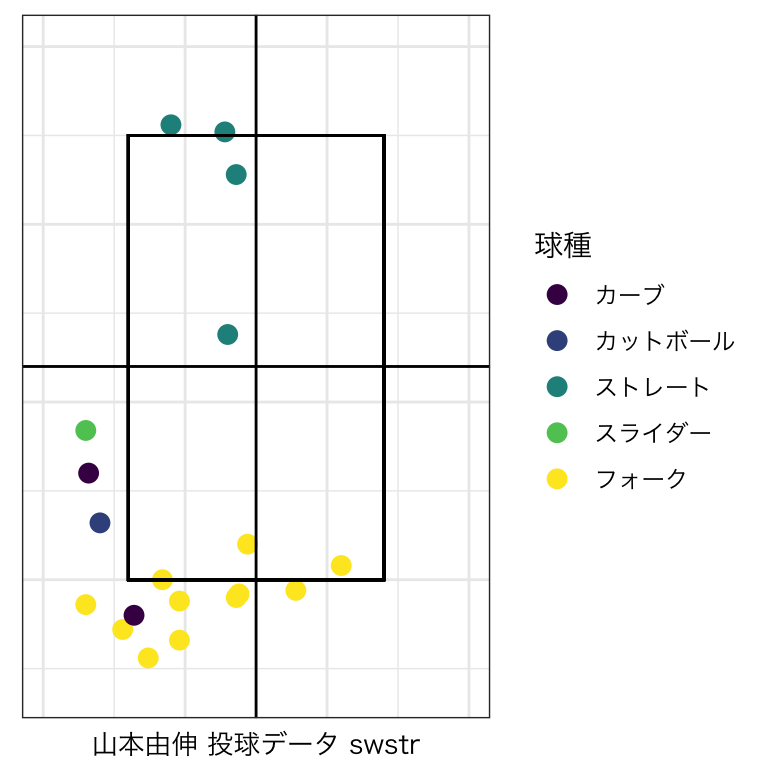 球種
カーブ
カットボール
ストレート
スライダー
フォーク
山本由伸 投球データ swstr